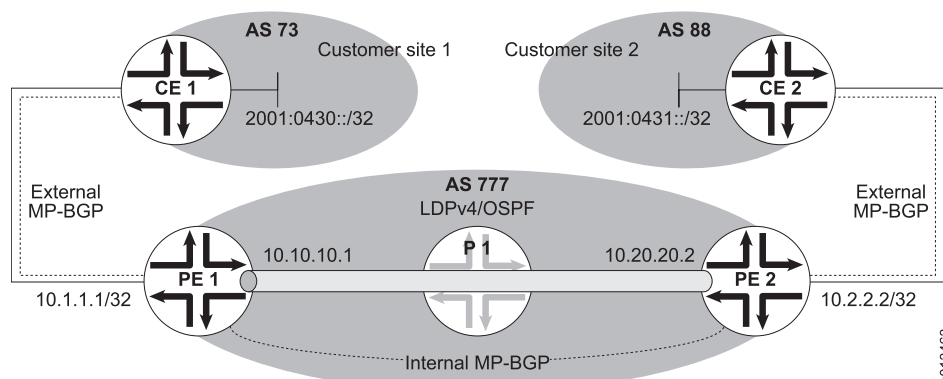 AS 73
Customer site 1
CE 1
2001:0430::/32
AS 88
Customer site 2
CE 2
2001:0431::/32
External
MP-BGP
External
MP-BGP
AS 777
LDPv4/OSPF
10.10.10.1
P 1
10.20.20.2
PE 1
PE 2
10.1.1.1/32
10.2.2.2/32
Internal MP-BGP